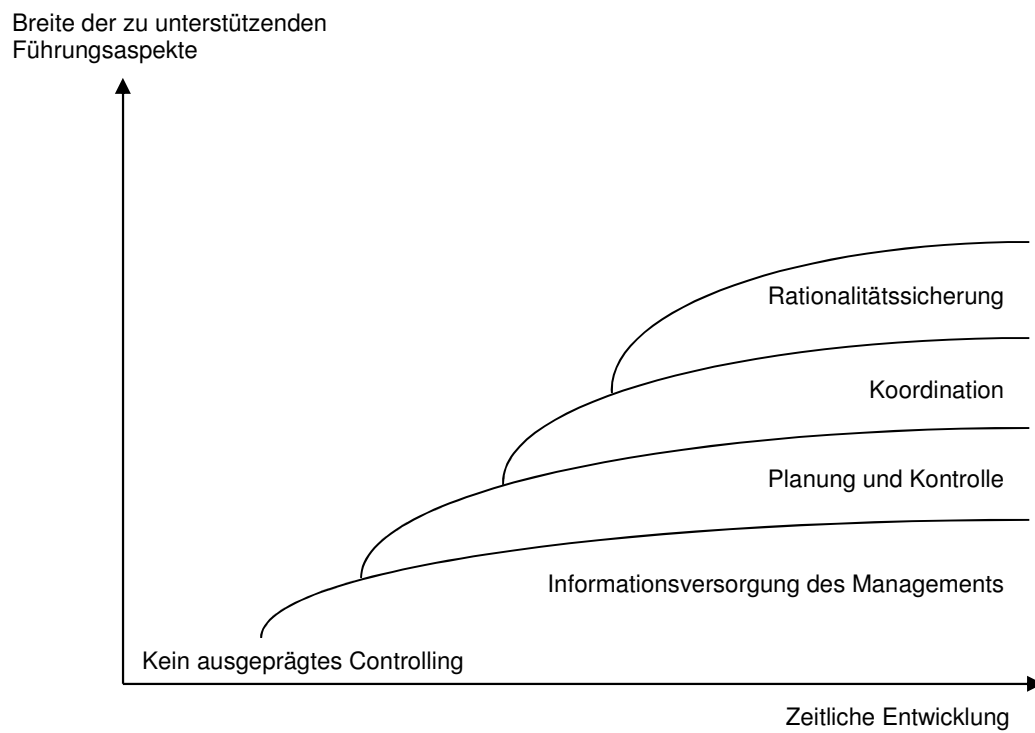 Breite der zu unterstützenden
Führungsaspekte
Rationalitätssicherung
Koordination
Planung und Kontrolle
Informationsversorgung des Managements
Kein ausgeprägtes Controlling
Zeitliche Entwicklung